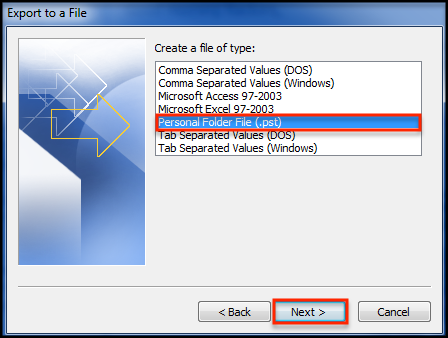 Export to a File
Create a file of type:
Comma Separated Values (DOS)
Comma Separated Values (Windows)
Microsoft Access 97-2003
Microsoft Excel 97-2003
Personal Folder File (.pst)
Tab Separated Values (DOS)
Tab Separated Values (Windows)
< Back
Next >
Cancel